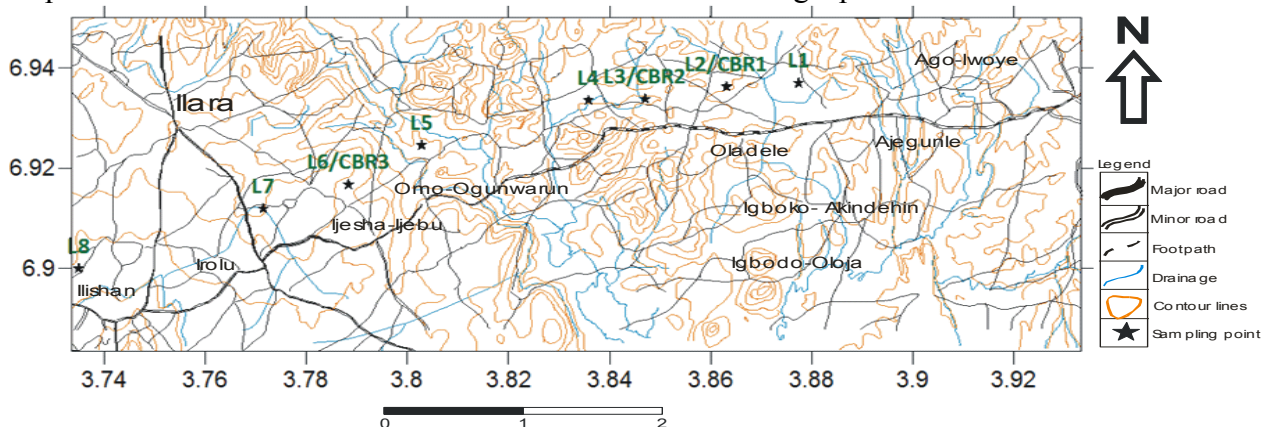 N
6.94
6.92
6.9
L1
L2/CBR1
L3/CBR2
L4
L5
L6/CBR3
L7
L8
Ilara
Ago-Iwoye
Ajegunle
Oladele
Omo-Ogunwarun
Igboko- Akindehin
Ijesha-Ijebu
Igbodo-Oloja
Irolu
Ilishan
3.74 3.76 3.78 3.8 3.82 3.84 3.86 3.88 3.9 3.92
0 1 2
Legend
Major road
Minor road
Footpath
Drainage
Contour lines
Sampling point